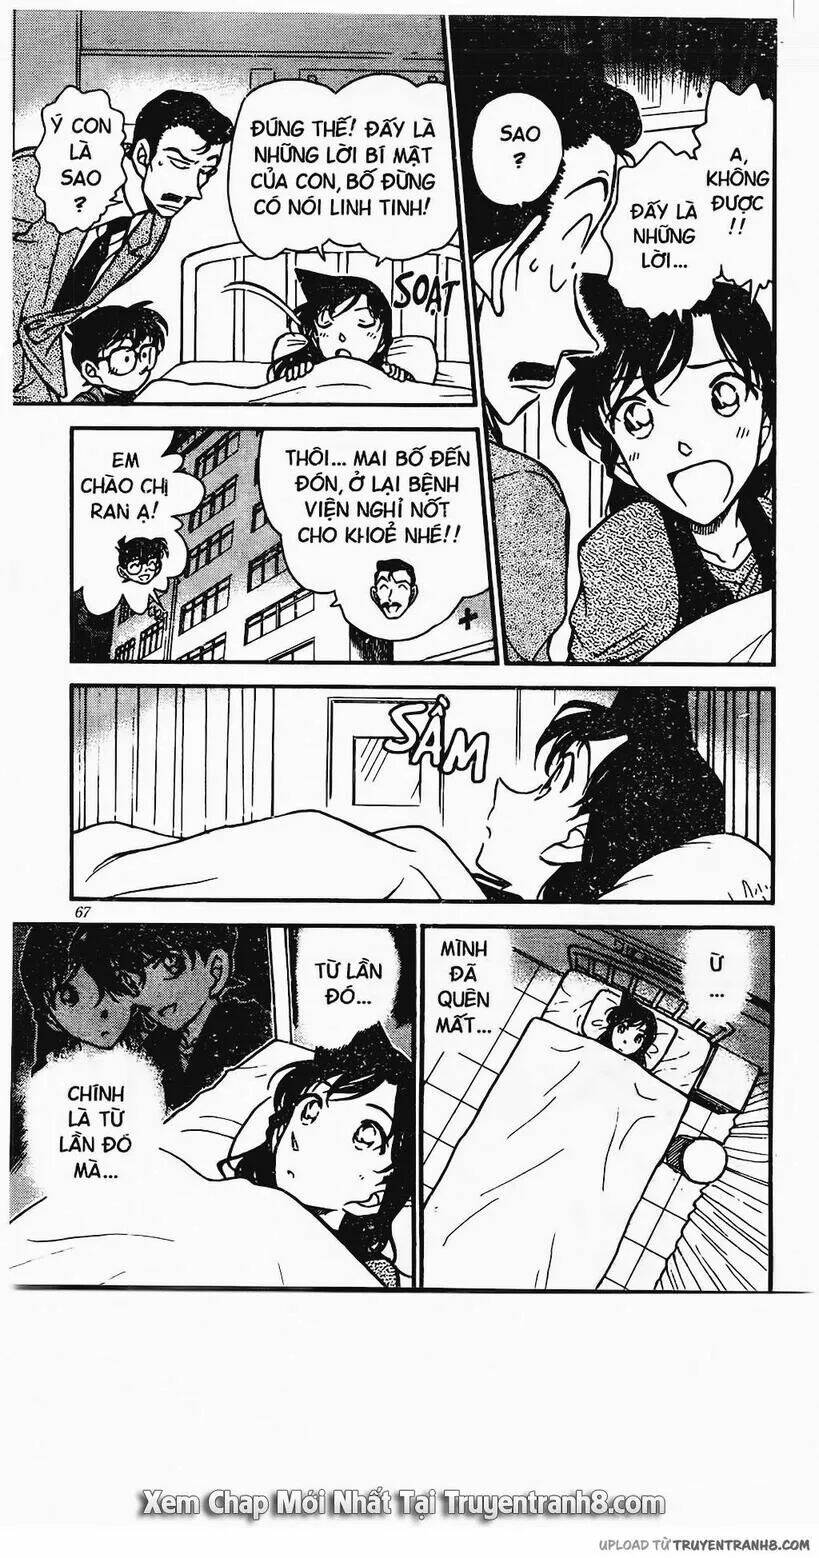 A,
KHÔNG
ĐƯỢC
!!
ĐẤY LÀ
NHỮNG
LỜI...
SAO
?
ĐÚNG THẾ! ĐẤY LÀ
NHỮNG LỜI BÍ MẬT
CỦA CON, BỐ ĐỪNG
CÓ NÓI LINH TINH!
SOẠT
Ý CON
LÀ
SAO
?
THÔI... MAI BỐ ĐẾN
ĐÓN, Ở LẠI BỆNH
VIỆN NGHỈ NỐT
CHO KHOẺ NHÉ!!
EM
CHÀO CHỊ
RAN Ạ!
SẦM
67
Ừ
...
MÌNH
ĐÃ
QUÊN
MẤT...
TỪ LẦN
ĐÓ...
CHÍNH
LÀ TỪ
LẦN ĐÓ
MÀ...
Xem Chap Mới Nhất Tại Truyentranh8.com
UPLOAD TỪ TRUYENTRANH8.COM